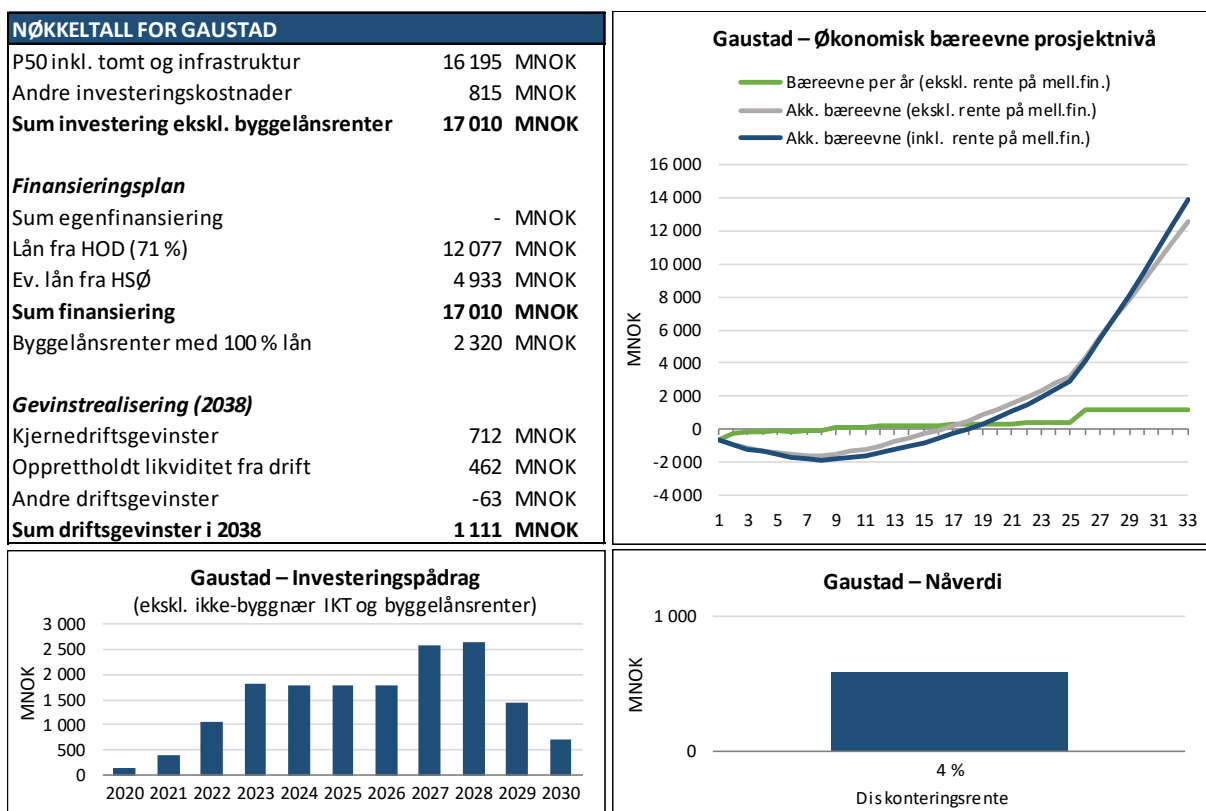 NØKKELTALL FOR GAUSTAD
P50 inkl. tomt og infrastruktur 16 195 MNOK
Andre investeringskostnader 815 MNOK
Sum investering ekskl. byggelånsrenter 17 010 MNOK
Finansieringsplan
Sum egenfinansiering - MNOK
Lån fra HOD (71 %) 12 077 MNOK
Ev. lån fra HSØ 4 933 MNOK
Sum finansiering 17 010 MNOK
Byggelånsrenter med 100 % lån 2 320 MNOK
Gevinstrealisering (2038)
Kjernedriftsgevinster 712 MNOK
Opprettholdt likviditet fra drift 462 MNOK
Andre driftsgevinster -63 MNOK
Sum driftsgevinster i 2038 1 111 MNOK
Gaustad – Økonomisk bæreevne prosjektnivå
Bæreevne per år (ekskl. rente på mell.fin.)
Akk. bæreevne (ekskl. rente på mell.fin.)
Akk. bæreevne (inkl. rente på mell.fin.)
MNOK
16 000
14 000
12 000
10 000
8 000
6 000
4 000
2 000
0
-2 000
-4 000
1 3 5 7 9 11 13 15 17 19 21 23 25 27 29 31 33
Gaustad – Investeringspådrag
(ekskl. ikke-byggnær IKT og byggelånsrenter)
MNOK
3 000
2 500
2 000
1 500
1 000
500
0
2020 2021 2022 2023 2024 2025 2026 2027 2028 2029 2030
Gaustad – Nåverdi
MNOK
1 000
0
4 %
Diskonteringsrente